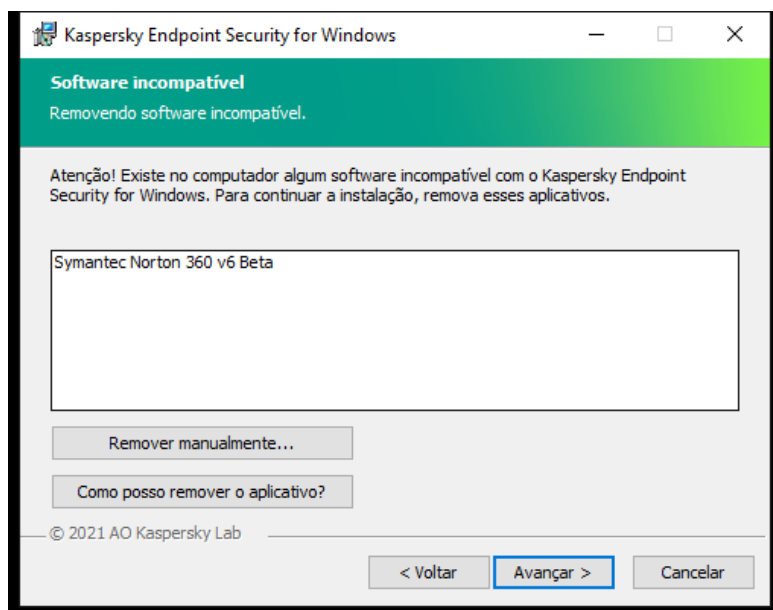 Kaspersky Endpoint Security for Windows
Software incompatível
Removendo software incompatível.
Atenção! Existe no computador algum software incompatível com o Kaspersky Endpoint
Security for Windows. Para continuar a instalação, remova esses aplicativos.
Symantec Norton 360 v6 Beta
Remover manualmente...
Como posso remover o aplicativo?
© 2021 AO Kaspersky Lab
< Voltar Avançar > Cancelar